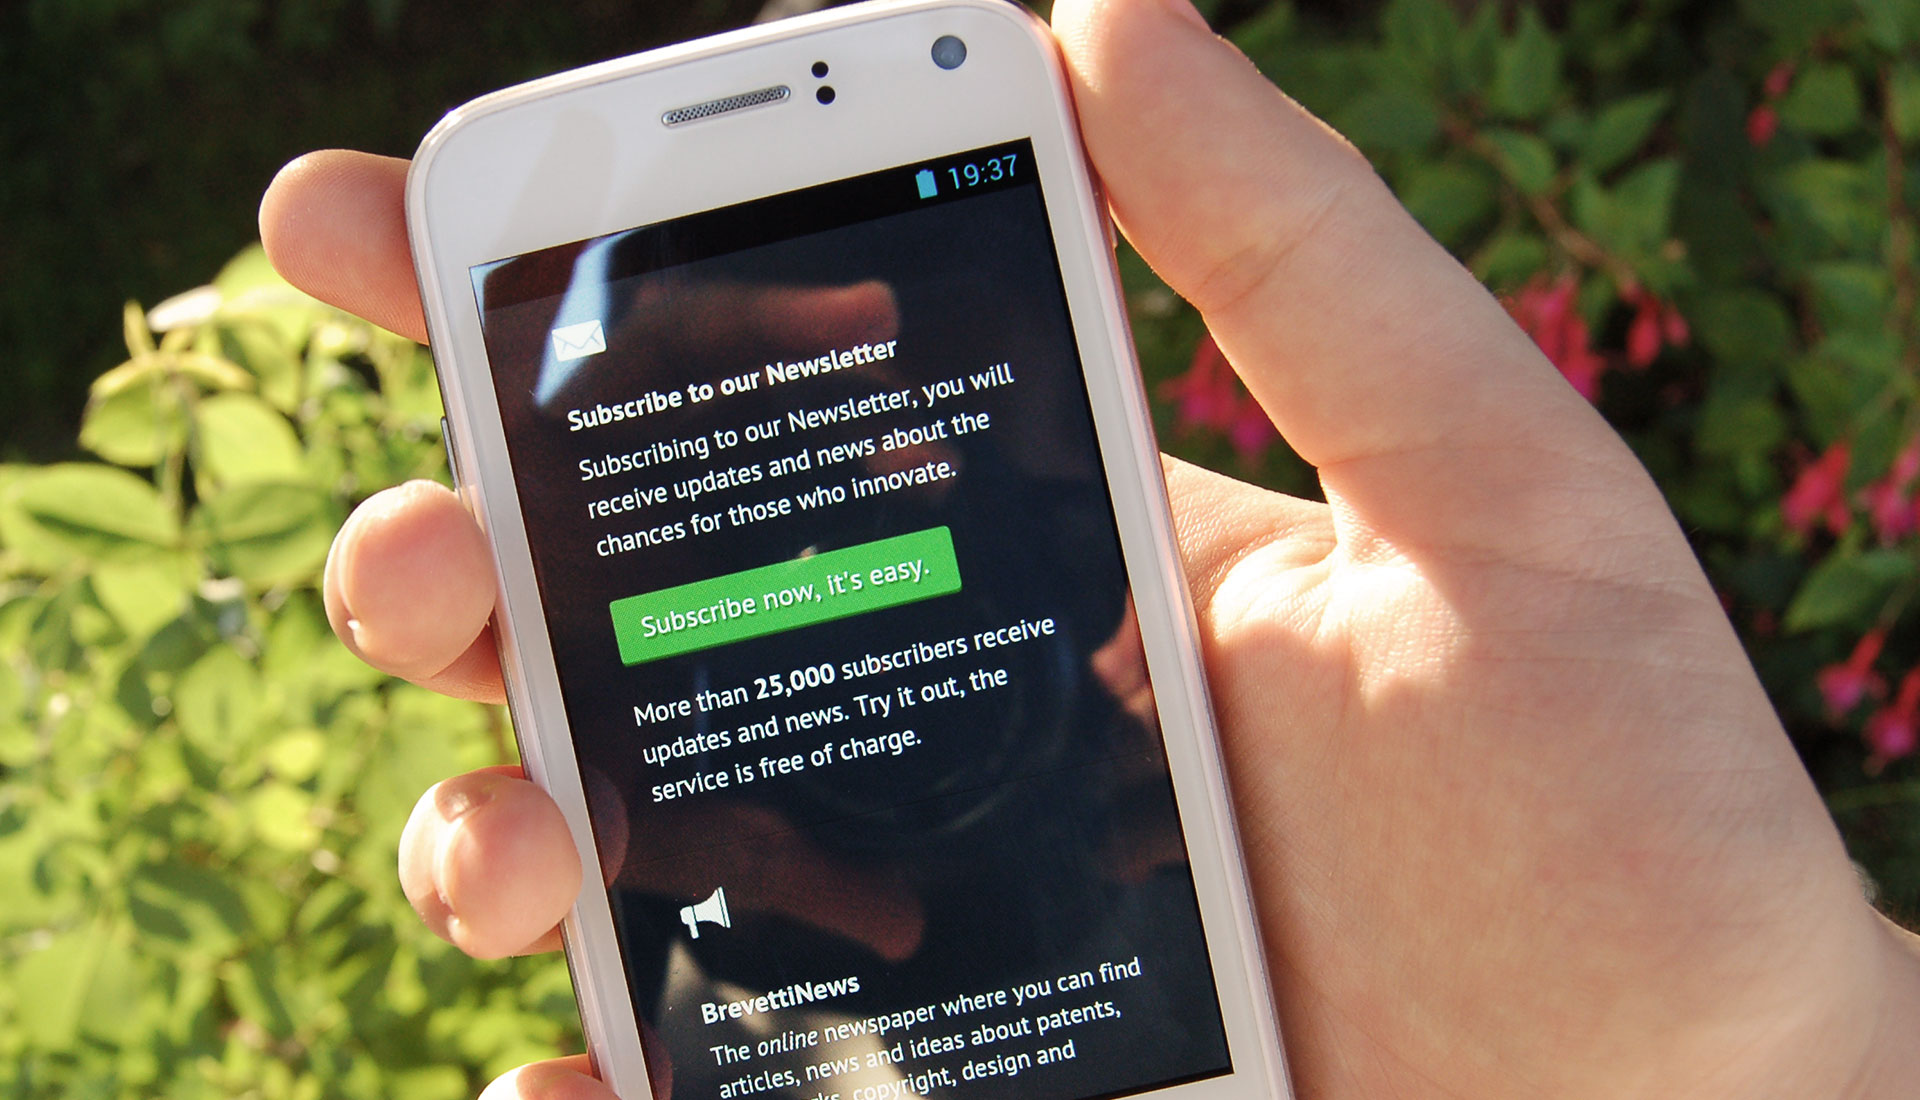 19:37
Subscribe to our Newsletter
Subscribing to our Newsletter, you will
receive updates and news about the
chances for those who innovate.
Subscribe now, it's easy.
More than 25,000 subscribers receive
updates and news. Try it out, the
service is free of charge.
BrevettiNews
The online newspaper where you can find
articles, news and ideas about patents,
copyright, design and